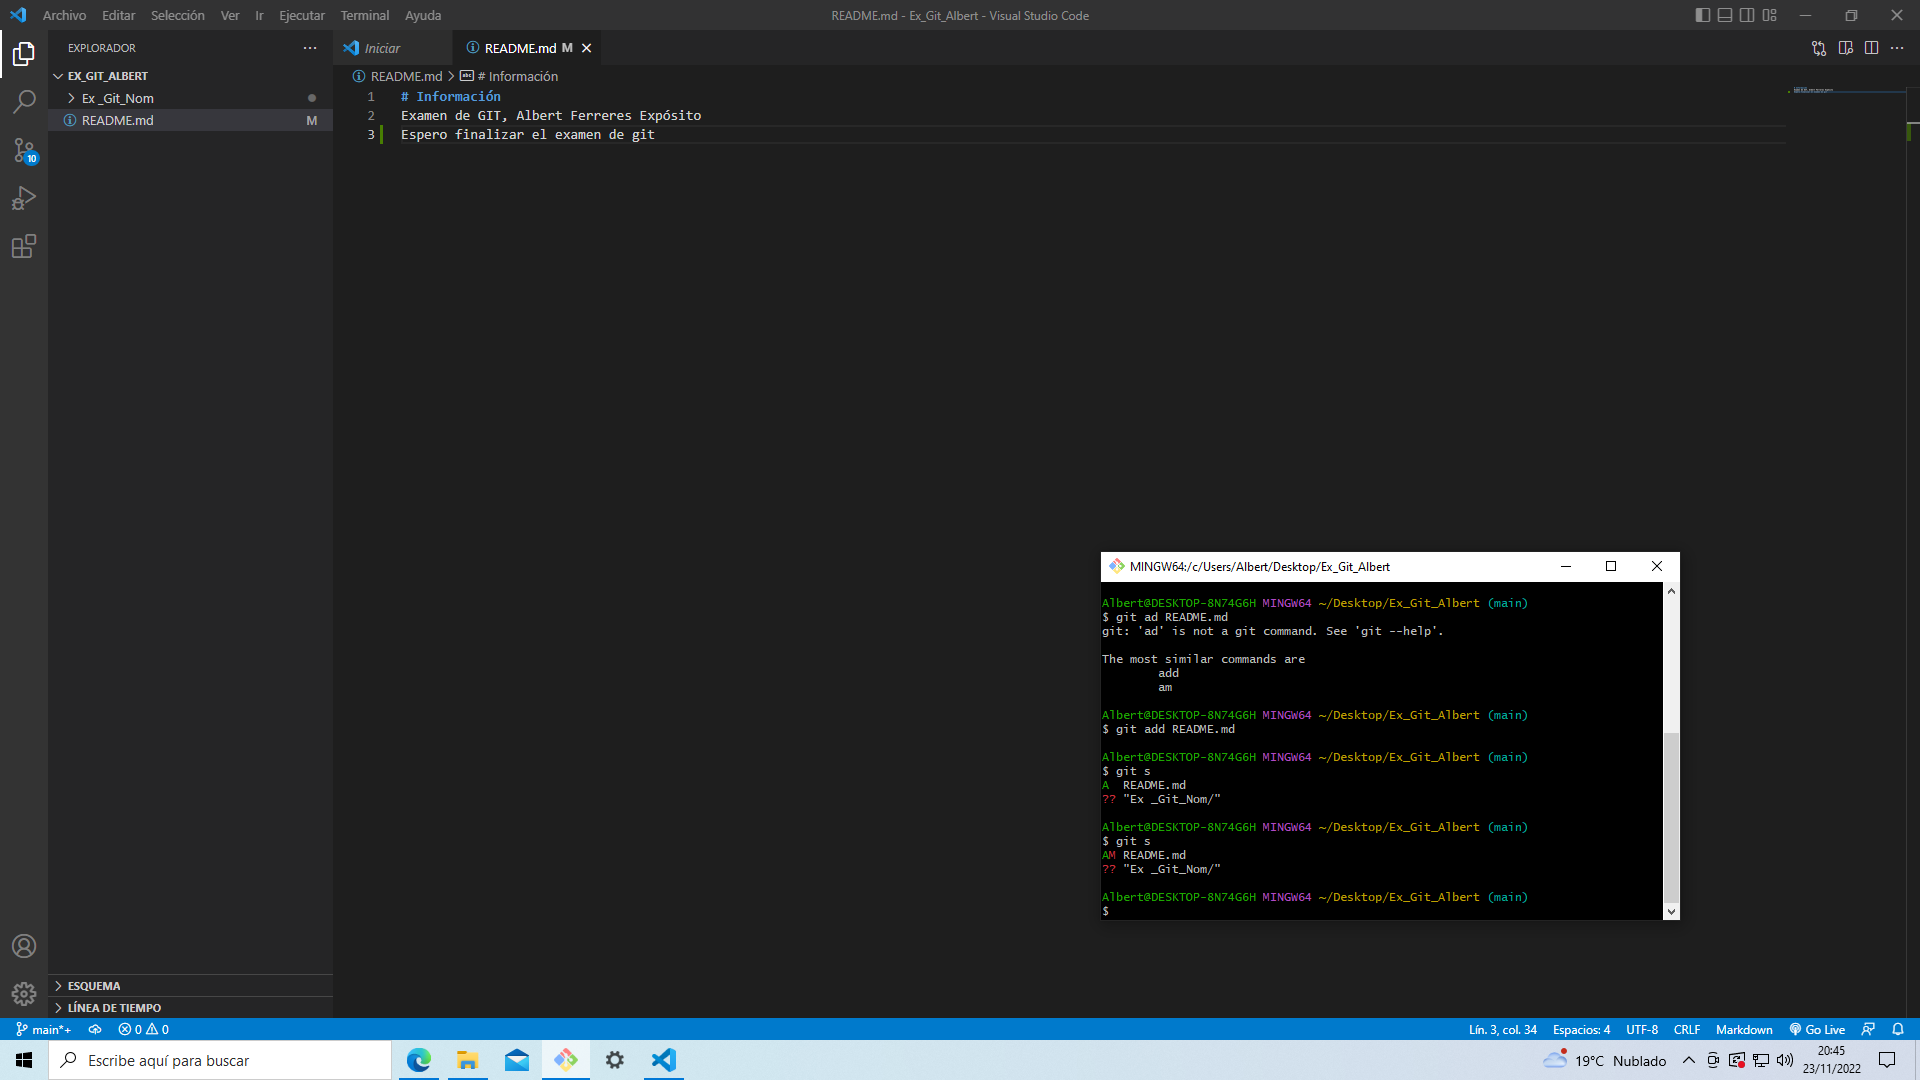 Archivo Editar Selección Ver Ir Ejecutar Terminal Ayuda
README.md - Ex_Git_Albert - Visual Studio Code
EXPLORADOR
Iniciar
README.md M
EX_GIT_ALBERT
README.md > # Información
Ex _Git_Nom
README.md M
1 # Información
2 Examen de GIT, Albert Ferreres Expósito
3 Espero finalizar el examen de git
10
MINGW64:/c/Users/Albert/Desktop/Ex_Git_Albert
Albert@DESKTOP-8N74G6H MINGW64 ~/Desktop/Ex_Git_Albert (main)
$ git ad README.md
git: 'ad' is not a git command. See 'git --help'.
The most similar commands are
add
am
Albert@DESKTOP-8N74G6H MINGW64 ~/Desktop/Ex_Git_Albert (main)
$ git add README.md
Albert@DESKTOP-8N74G6H MINGW64 ~/Desktop/Ex_Git_Albert (main)
$ git s
A  README.md
?? "Ex _Git_Nom/"
Albert@DESKTOP-8N74G6H MINGW64 ~/Desktop/Ex_Git_Albert (main)
$ git s
AM README.md
?? "Ex _Git_Nom/"
Albert@DESKTOP-8N74G6H MINGW64 ~/Desktop/Ex_Git_Albert (main)
$
ESQUEMA
LÍNEA DE TIEMPO
main*+ 0 0
Lín. 3, col. 34 Espacios: 4 UTF-8 CRLF Markdown Go Live
Escribe aquí para buscar
19°C Nublado
20:45
23/11/2022